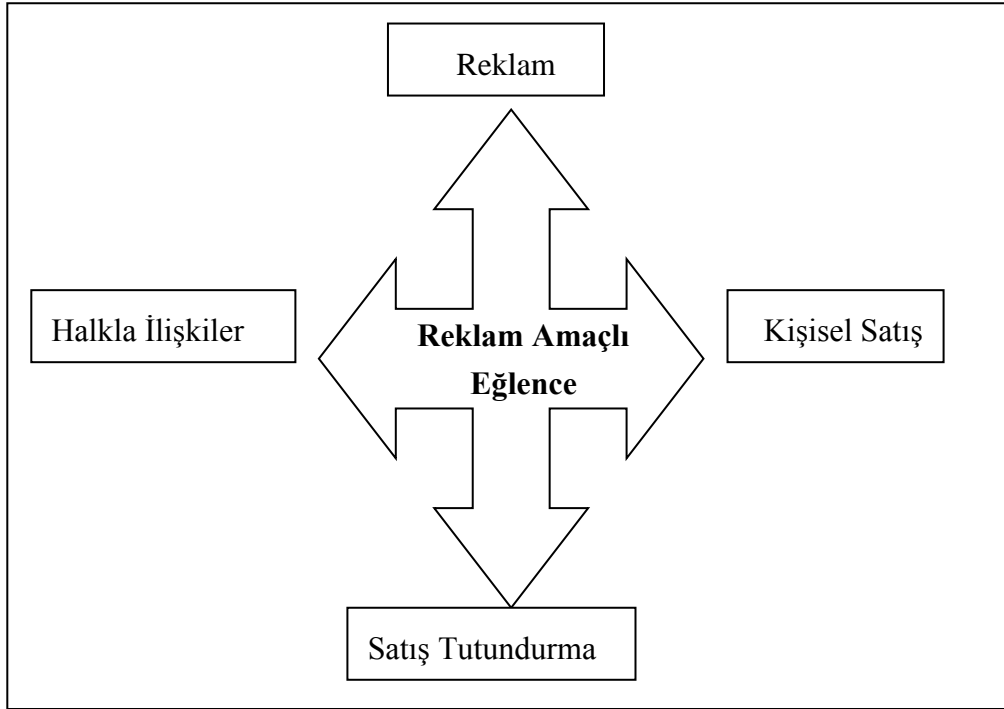 Reklam
Halkla İlişkiler
Reklam Amaçlı
Eğlence
Kişisel Satış
Satış Tutundurma